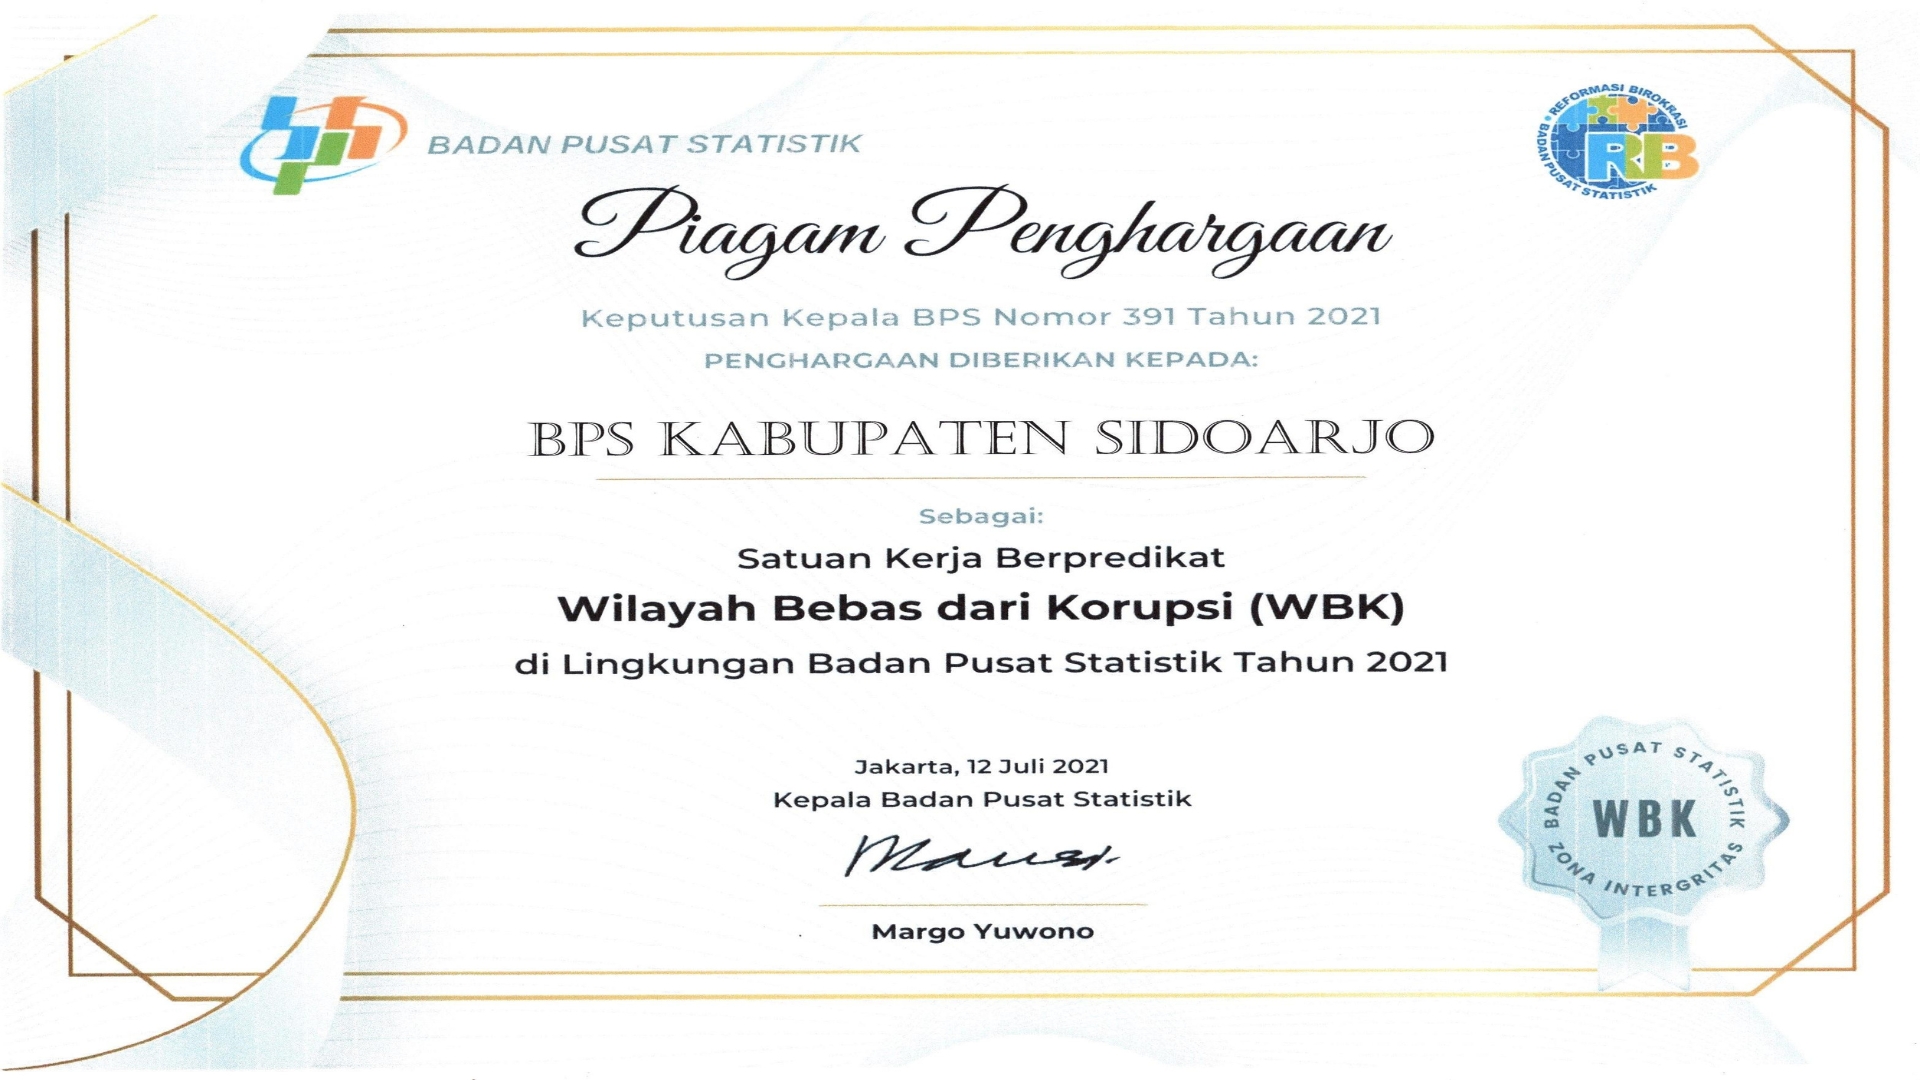 BADAN PUSAT STATISTIK
REFORMASI BIROKRASI
BADAN PUSAT STATISTIK
RB
Piagam Penghargaan
Keputusan Kepala BPS Nomor 391 Tahun 2021
PENGHARGAAN DIBERIKAN KEPADA:
BPS KABUPATEN SIDOARJO
Sebagai:
Satuan Kerja Berpredikat
Wilayah Bebas dari Korupsi (WBK)
di Lingkungan Badan Pusat Statistik Tahun 2021
Jakarta, 12 Juli 2021
Kepala Badan Pusat Statistik
Margo Yuwono
BADAN PUSAT STATISTIK
WBK
ZONA INTERGRITAS